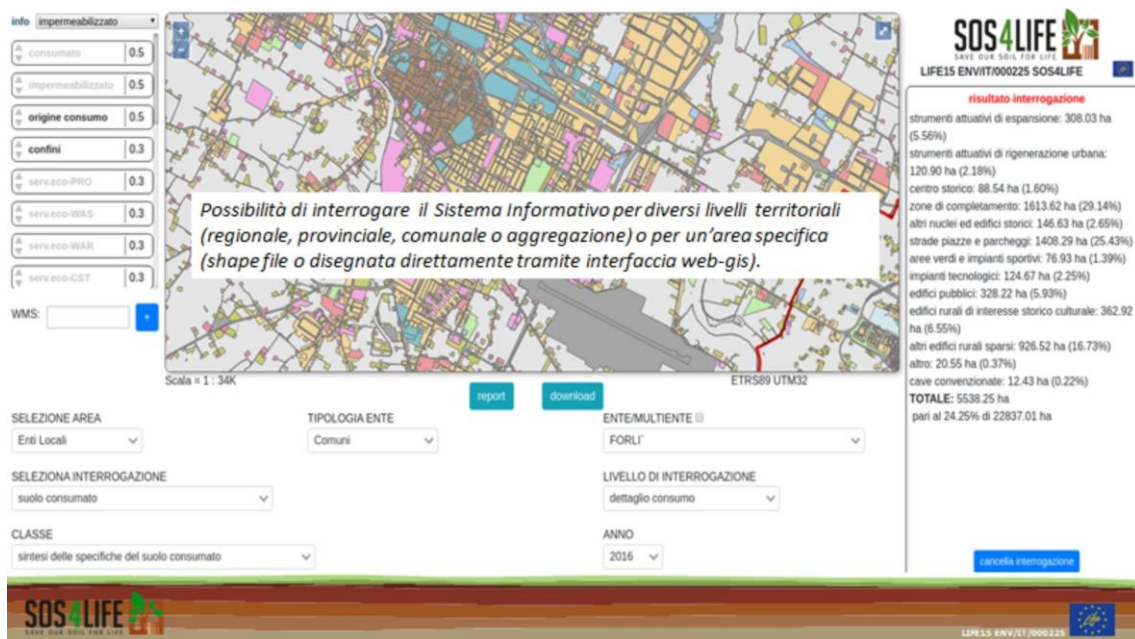 info impermeabilizzato
consumato 0.5
impermeabilizzato 0.5
origine consumo 0.5
confini 0.3
serv.eco-PRO 0.3
serv.eco-WAS 0.3
serv.eco-WAR 0.3
serv.eco-CST 0.3
WMS:
+
+
−
Possibilità di interrogare il Sistema Informativo per diversi livelli territoriali
(regionale, provinciale, comunale o aggregazione) o per un'area specifica
(shape file o disegnata direttamente tramite interfaccia web-gis).
Scala = 1 : 34K
ETRS89 UTM32
report
download
SELEZIONE AREA
Enti Locali
TIPOLOGIA ENTE
Comuni
ENTE/MULTIENTE
FORLI`
SELEZIONA INTERROGAZIONE
suolo consumato
LIVELLO DI INTERROGAZIONE
dettaglio consumo
CLASSE
sintesi delle specifiche del suolo consumato
ANNO
2016
SOS4LIFE
SAVE OUR SOIL FOR LIFE
LIFE15 ENV/IT/000225 SOS4LIFE
risultato interrogazione
strumenti attuativi di espansione: 308.03 ha
(5.56%)
strumenti attuativi di rigenerazione urbana:
120.90 ha (2.18%)
centro storico: 88.54 ha (1.60%)
zone di completamento: 1613.62 ha (29.14%)
altri nuclei ed edifici storici: 146.63 ha (2.65%)
strade piazze e parcheggi: 1408.29 ha (25.43%)
aree verdi e impianti sportivi: 76.93 ha (1.39%)
impianti tecnologici: 124.67 ha (2.25%)
edifici pubblici: 328.22 ha (5.93%)
edifici rurali di interesse storico culturale: 362.92
ha (6.55%)
altri edifici rurali sparsi: 926.52 ha (16.73%)
altro: 20.55 ha (0.37%)
cave convenzionate: 12.43 ha (0.22%)
TOTALE: 5538.25 ha
pari al 24.25% di 22837.01 ha
cancella interrogazione
SOS4LIFE
SAVE OUR SOIL FOR LIFE
LIFE15 ENV/IT/000225
Life